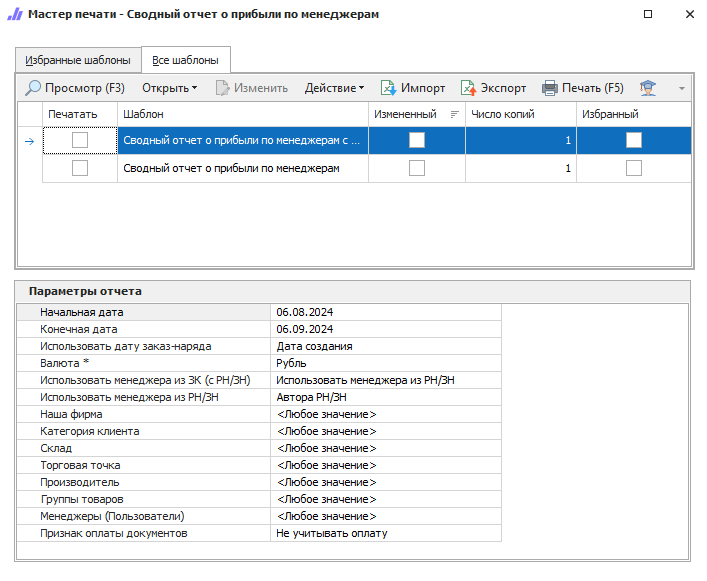 Мастер печати - Сводный отчет о прибыли по менеджерам
Избранные шаблоны Все шаблоны
Просмотр (F3) Открыть Изменить Действие Импорт Экспорт Печать (F5)
Печатать Шаблон Измененный Число копий Избранный
Сводный отчет о прибыли по менеджерам с ... 1
Сводный отчет о прибыли по менеджерам 1
Параметры отчета
Начальная дата 06.08.2024
Конечная дата 06.09.2024
Использовать дату заказ-наряда Дата создания
Валюта * Рубль
Использовать менеджера из ЗК (с РН/ЗН) Использовать менеджера из РН/ЗН
Использовать менеджера из РН/ЗН Автора РН/ЗН
Наша фирма <Любое значение>
Категория клиента <Любое значение>
Склад <Любое значение>
Торговая точка <Любое значение>
Производитель <Любое значение>
Группы товаров <Любое значение>
Менеджеры (Пользователи) <Любое значение>
Признак оплаты документов Не учитывать оплату